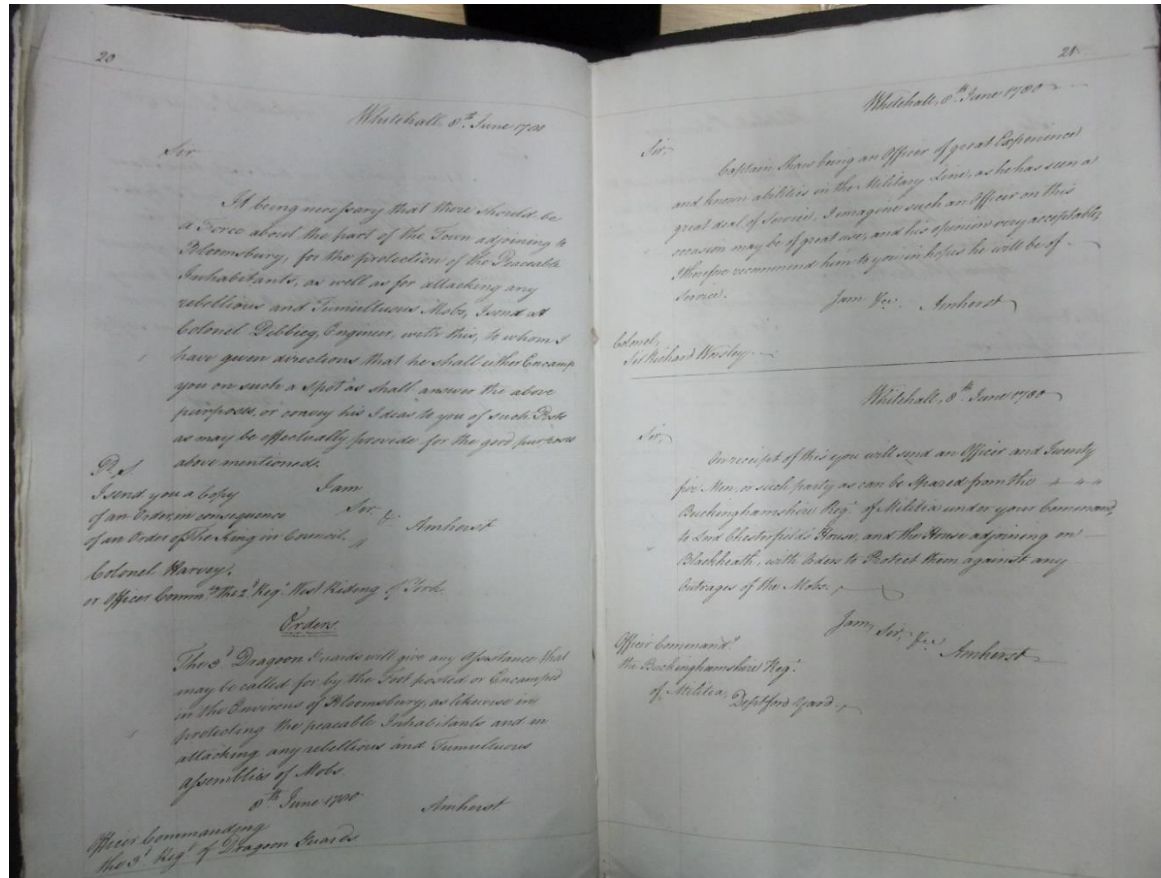 20
Whitehall, 8th. June 1780
Sir
It being necessary that there should be
a Force about the part of the Town adjoining to
Bloomsbury, for the protection of the Peaceable
Inhabitants, as well as for attacking any
rebellious and Tumultuous Mobs, I send
Colonel Debbieg, Engineer, with this, to whom I
have given directions that he shall either Encamp
you on such a Spot as shall answer the above
purposes, or convey his Ideas to you of such Posts
as may be effectually provide for the good purposes
above mentioned.
I am
Sir &c.
Amherst
P.S.
I send you a Copy
of an Order, in consequence
of an Order of The King in Council.
Colonel Harvey,
or Officer Commg. the 2d. Regt. West Riding of York.
Orders.
The 3d. Dragoon Guards will give any Assistance that
may be called for by the Foot posted or Encamped
in the Environs of Bloomsbury, as likewise in
protecting the peacable Inhabitants and in
attacking any rebellious and Tumultuous
Assemblies of Mobs.
8th. June 1780
Amherst
Officer Commanding
the 3d. Regt. of Dragoon Guards
21
Whitehall, 8th. June 1780
Sir,
Captain Shaw being an Officer of great Experience
and known abilities in the Military Line, as he has seen a
great deal of Service, I imagine such an Officer on this
occasion may be of great use, and his opinion very acceptable,
I therefore recommend him to you in hopes he will be of
Service.
I am &c.
Amherst
Colonel
Sir Richard Worsley.
Whitehall, 8th. June 1780
Sir,
On receipt of this you will send an Officer and Twenty
five Men, or such party as can be Spared from the
Buckinghamshire Regt. of Militia under your Command,
to Lord Chesterfields House, and the House adjoining on
Blackheath, with Orders to Protect them against any
Outrages of the Mobs.
I am, Sir, &c.
Amherst
Officer Commandg.
the Buckinghamshire Regt.
of Militia,
Deptford Yard